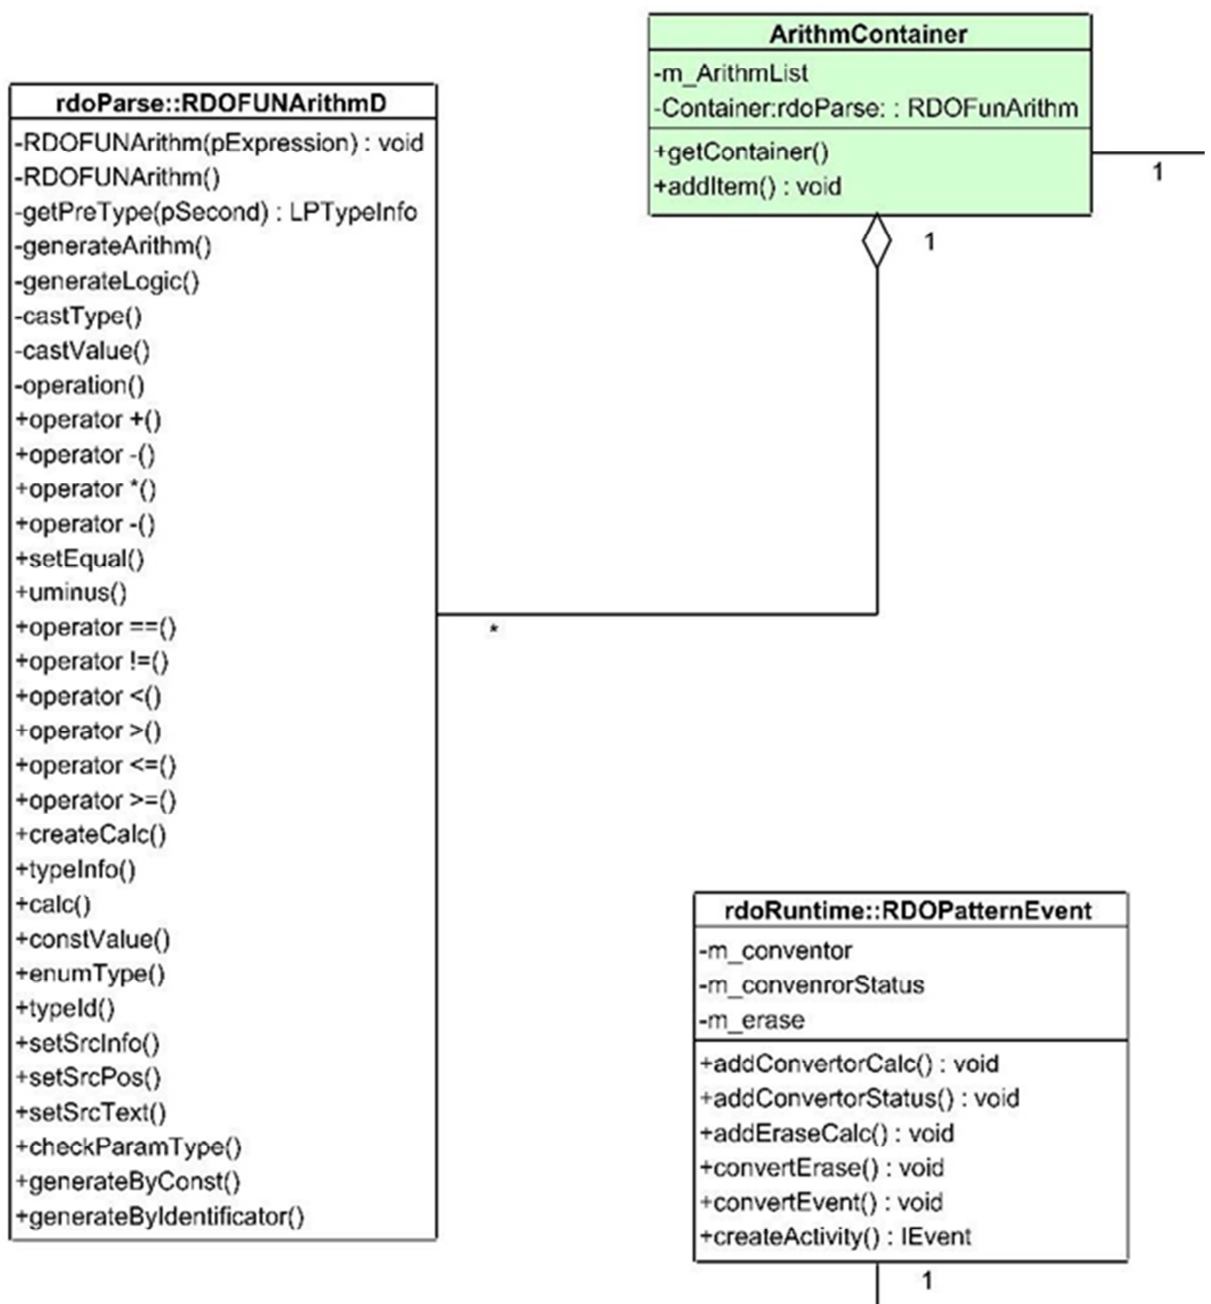 rdoParse::RDOFUNArithmD
-RDOFUNArithm(pExpression) : void
-RDOFUNArithm()
-getPreType(pSecond) : LPTypeInfo
-generateArithm()
-generateLogic()
-castType()
-castValue()
-operation()
+operator +()
+operator -()
+operator *()
+operator -()
+setEqual()
+uminus()
+operator ==()
+operator !=()
+operator <()
+operator >()
+operator <=()
+operator >=()
+createCalc()
+typeInfo()
+calc()
+constValue()
+enumType()
+typeId()
+setSrcInfo()
+setSrcPos()
+setSrcText()
+checkParamType()
+generateByConst()
+generateByIdentificator()
*
ArithmContainer
-m_ArithmList
-Container:rdoParse: : RDOFunArithm
+getContainer()
+addItem() : void
1
1
rdoRuntime::RDOPatternEvent
-m_conventor
-m_convenrorStatus
-m_erase
+addConvertorCalc() : void
+addConvertorStatus() : void
+addEraseCalc() : void
+convertErase() : void
+convertEvent() : void
+createActivity() : IEvent
1